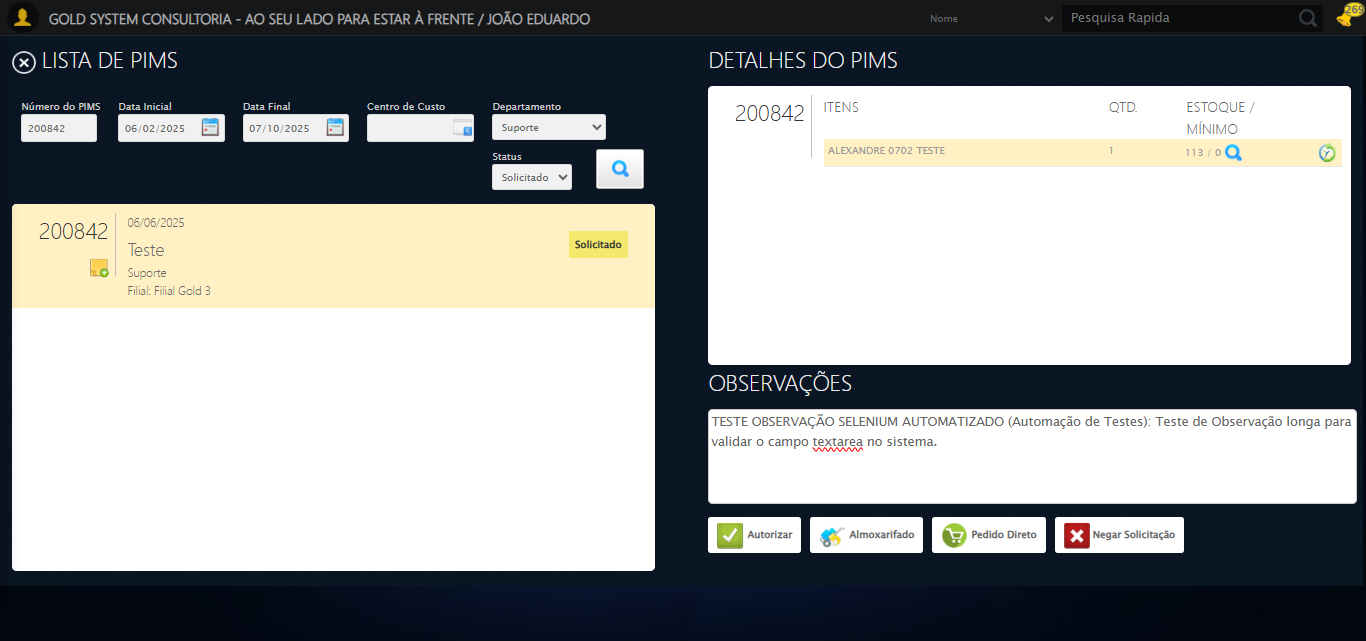 GOLD SYSTEM CONSULTORIA - AO SEU LADO PARA ESTAR À FRENTE / JOÃO EDUARDO
Nome
Pesquisa Rapida
269
LISTA DE PIMS
Número do PIMS
Data Inicial
Data Final
Centro de Custo
Departamento
200842
06/02/2025
07/10/2025
Suporte
Status
Solicitado
200842
06/06/2025
Teste
Suporte
Filial: Filial Gold 3
Solicitado
DETALHES DO PIMS
200842
ITENS
QTD.
ESTOQUE /
MÍNIMO
ALEXANDRE 0702 TESTE
1
113 / 0
OBSERVAÇÕES
TESTE OBSERVAÇÃO SELENIUM AUTOMATIZADO (Automação de Testes): Teste de Observação longa para
validar o campo textarea no sistema.
Autorizar
Almoxarifado
Pedido Direto
Negar Solicitação